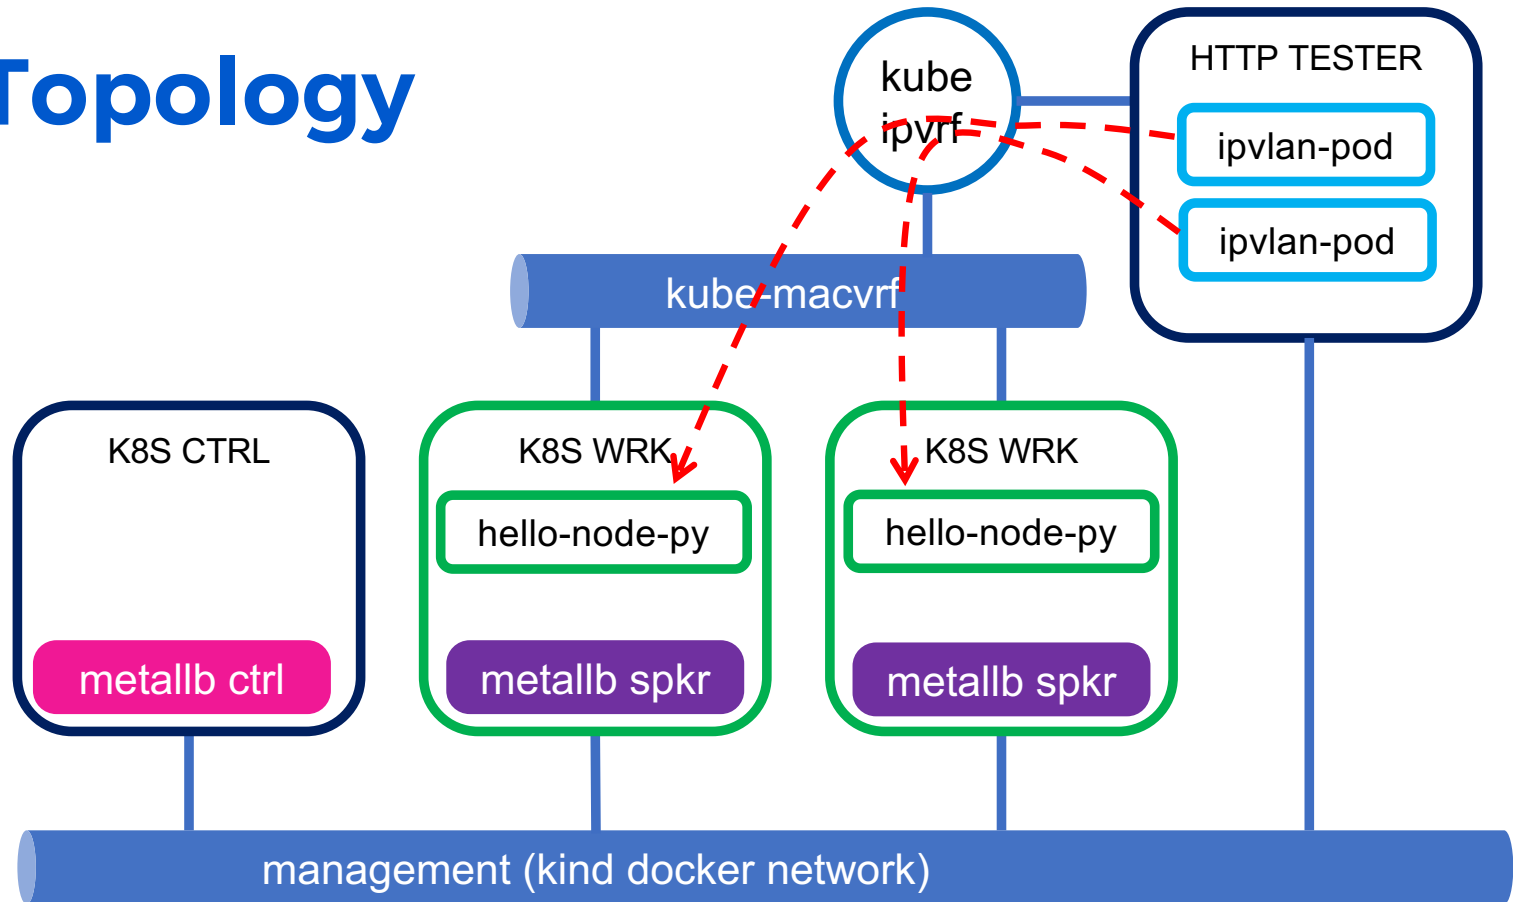 Topology
kube
ipvrf
HTTP TESTER
ipvlan-pod
ipvlan-pod
kube-macvrf
K8S CTRL
K8S WRK
K8S WRK
hello-node-py
hello-node-py
metallb ctrl
metallb spkr
metallb spkr
management (kind docker network)